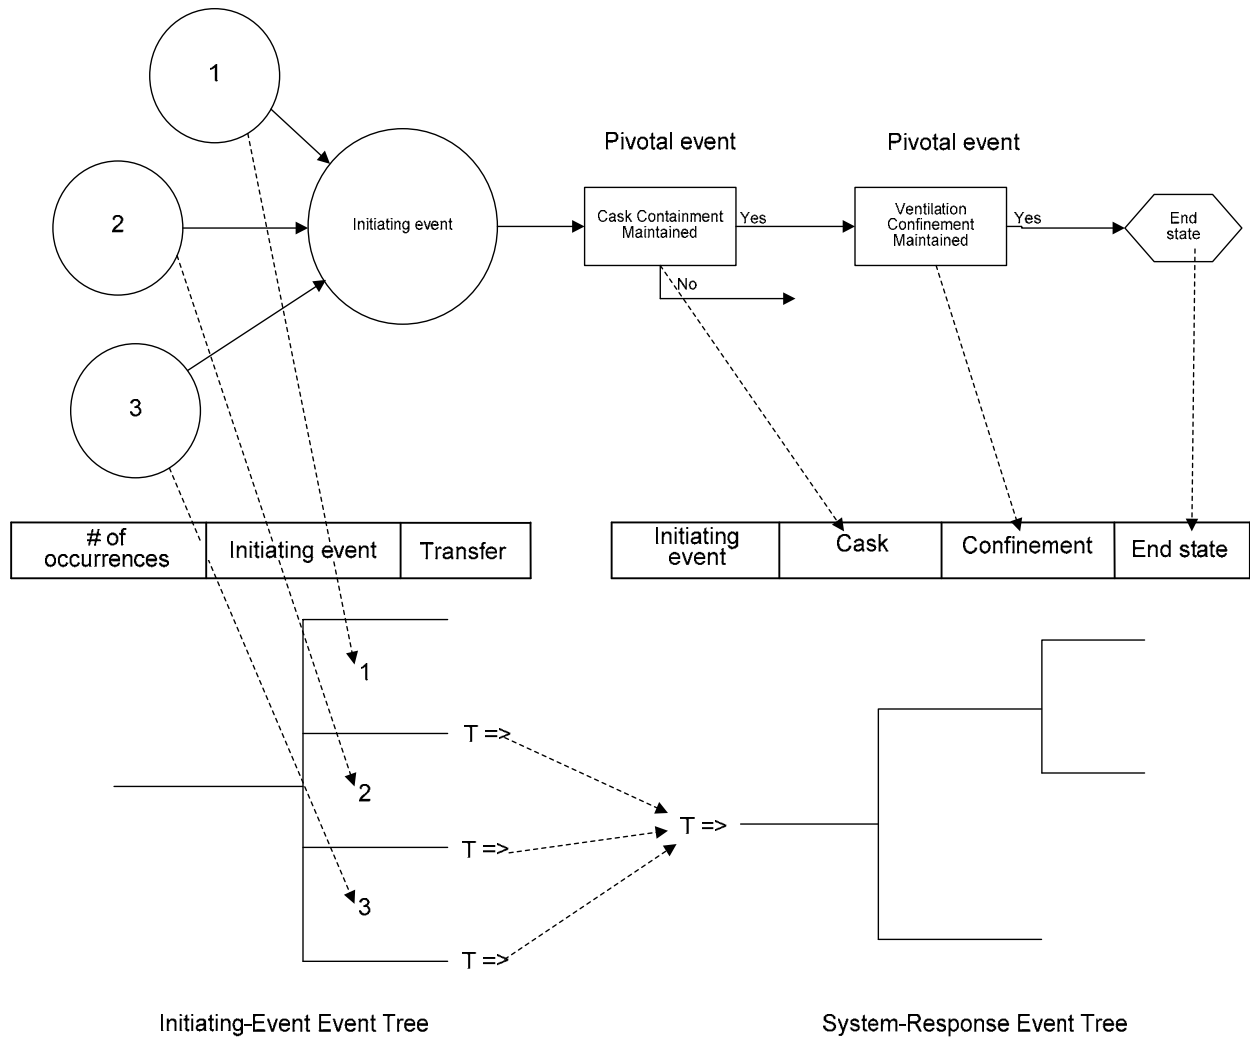 1
2
3
Initiating event
Pivotal event
Cask Containment
Maintained
Yes
No
Pivotal event
Ventilation
Confinement
Maintained
Yes
End
state
# of
occurrences
Initiating event
Transfer
Initiating
event
Cask
Confinement
End state
1
T =>
2
T =>
3
T =>
T =>
Initiating-Event Event Tree
System-Response Event Tree